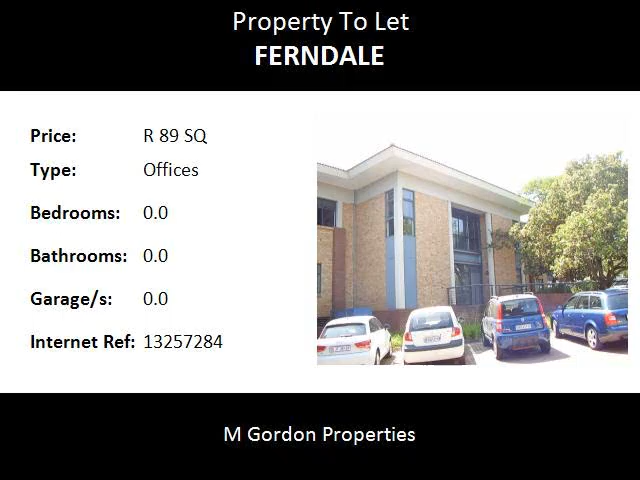 Property To Let
FERNDALE
Price: R 89 SQ
Type: Offices
Bedrooms: 0.0
Bathrooms: 0.0
Garage/s: 0.0
Internet Ref: 13257284
M Gordon Properties